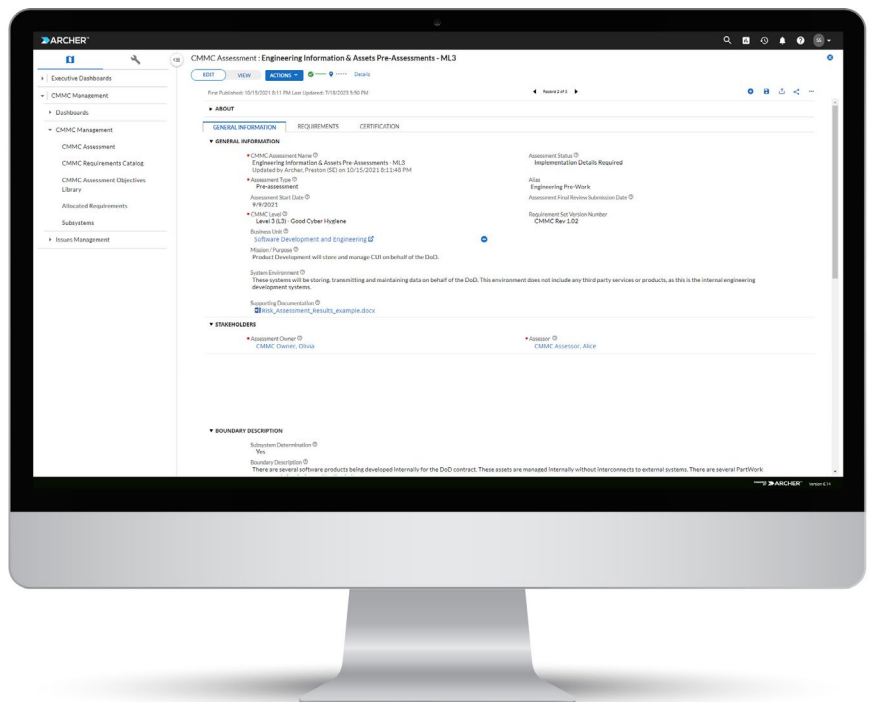 ARCHER
SE
CMMC Assessment : Engineering Information & Assets Pre-Assessments - ML3
EDIT VIEW ACTIONS Details
First Published: 10/15/2021 8:11 PM Last Updated: 7/18/2023 9:50 PM
Record 2 of 3
Executive Dashboards
CMMC Management
Dashboards
CMMC Management
CMMC Assessment
CMMC Requirements Catalog
CMMC Assessment Objectives
Library
Allocated Requirements
Subsystems
Issues Management
ABOUT
GENERAL INFORMATION REQUIREMENTS CERTIFICATION
GENERAL INFORMATION
CMMC Assessment Name
Engineering Information & Assets Pre-Assessments - ML3
Updated by Archer, Preston (SE) on 10/15/2021 8:11:48 PM
Assessment Status
Implementation Details Required
Assessment Type
Pre-assessment
Alias
Engineering Pre-Work
Assessment Start Date
9/9/2021
Assessment Final Review Submission Date
CMMC Level
Level 3 (L3) - Good Cyber Hygiene
Requirement Set Version Number
CMMC Rev 1.02
Business Unit
Software Development and Engineering
Mission / Purpose
Product Development will store and manage CUI on behalf of the DoD.
System Environment
These systems will be storing, transmitting and maintaining data on behalf of the DoD. This environment does not include any third party services or products, as this is the internal engineering
development systems.
Supporting Documentation
Risk_Assessment_Results_example.docx
STAKEHOLDERS
Assessment Owner
CMMC Owner, Olivia
Assessor
CMMC Assessor, Alice
BOUNDARY DESCRIPTION
Subsystem Determination
Yes
Boundary Description
There are several software products being developed internally for the DoD contract. These assets are managed internally without interconnects to external systems. There are several PartWork
ARCHER Version 6.14